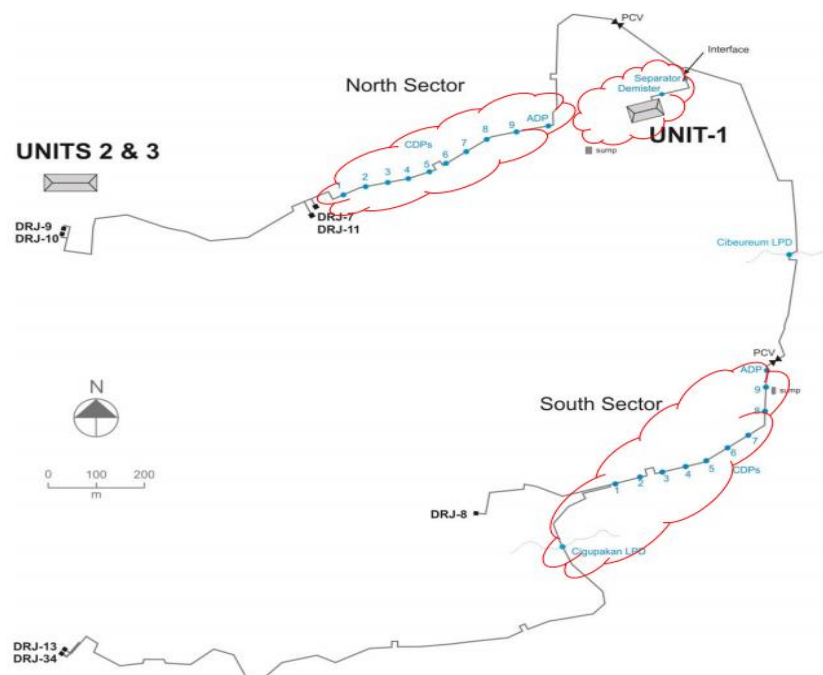 PCV
Interface
North Sector
Separator
Demister
ADP
9
8
CDPs
7
UNIT-1
6
sump
UNITS 2 & 3
5
4
3
2
DRJ-7
DRJ-11
DRJ-9
DRJ-10
Cibeureum LPD
PCV
ADP
N
9
sump
South Sector
8
7
6
5
CDPs
4
3
2
1
0 100 200
m
DRJ-8
Cigupakan LPD
DRJ-13
DRJ-34